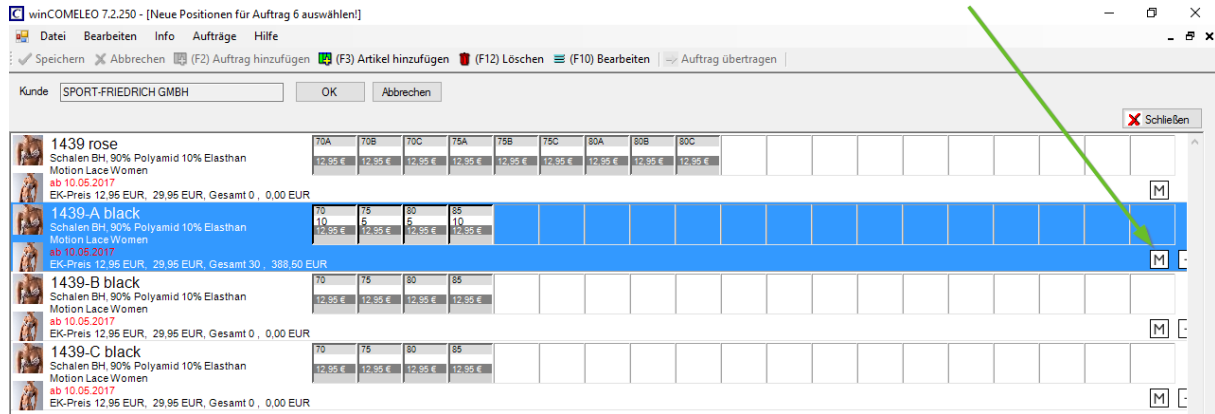 winCOMELEO 7.2.250 - [Neue Positionen für Auftrag 6 auswählen!]
Datei Bearbeiten Info Aufträge Hilfe
Speichern Abbrechen (F2) Auftrag hinzufügen (F3) Artikel hinzufügen (F12) Löschen (F10) Bearbeiten Auftrag übertragen
Kunde SPORT-FRIEDRICH GMBH OK Abbrechen
Schließen
1439 rose 70A 70B 70C 75A 75B 75C 80A 80B 80C
Schalen BH, 90% Polyamid 10% Elasthan 12,95 € 12,95 € 12,95 € 12,95 € 12,95 € 12,95 € 12,95 € 12,95 € 12,95 €
Motion Lace Women
ab 10.05.2017
EK-Preis 12,95 EUR, 29,95 EUR, Gesamt 0 , 0,00 EUR M
1439-A black 70 75 80 85
10 5 5 10
Schalen BH, 90% Polyamid 10% Elasthan 12,95 € 12,95 € 12,95 € 12,95 €
Motion Lace Women
ab 10.05.2017
EK-Preis 12,95 EUR, 29,95 EUR, Gesamt 30 , 388,50 EUR M
1439-B black 70 75 80 85
Schalen BH, 90% Polyamid 10% Elasthan 12,95 € 12,95 € 12,95 € 12,95 €
Motion Lace Women
ab 10.05.2017
EK-Preis 12,95 EUR, 29,95 EUR, Gesamt 0 , 0,00 EUR M
1439-C black 70 75 80 85
Schalen BH, 90% Polyamid 10% Elasthan 12,95 € 12,95 € 12,95 € 12,95 €
Motion Lace Women
ab 10.05.2017
EK-Preis 12,95 EUR, 29,95 EUR, Gesamt 0 , 0,00 EUR M